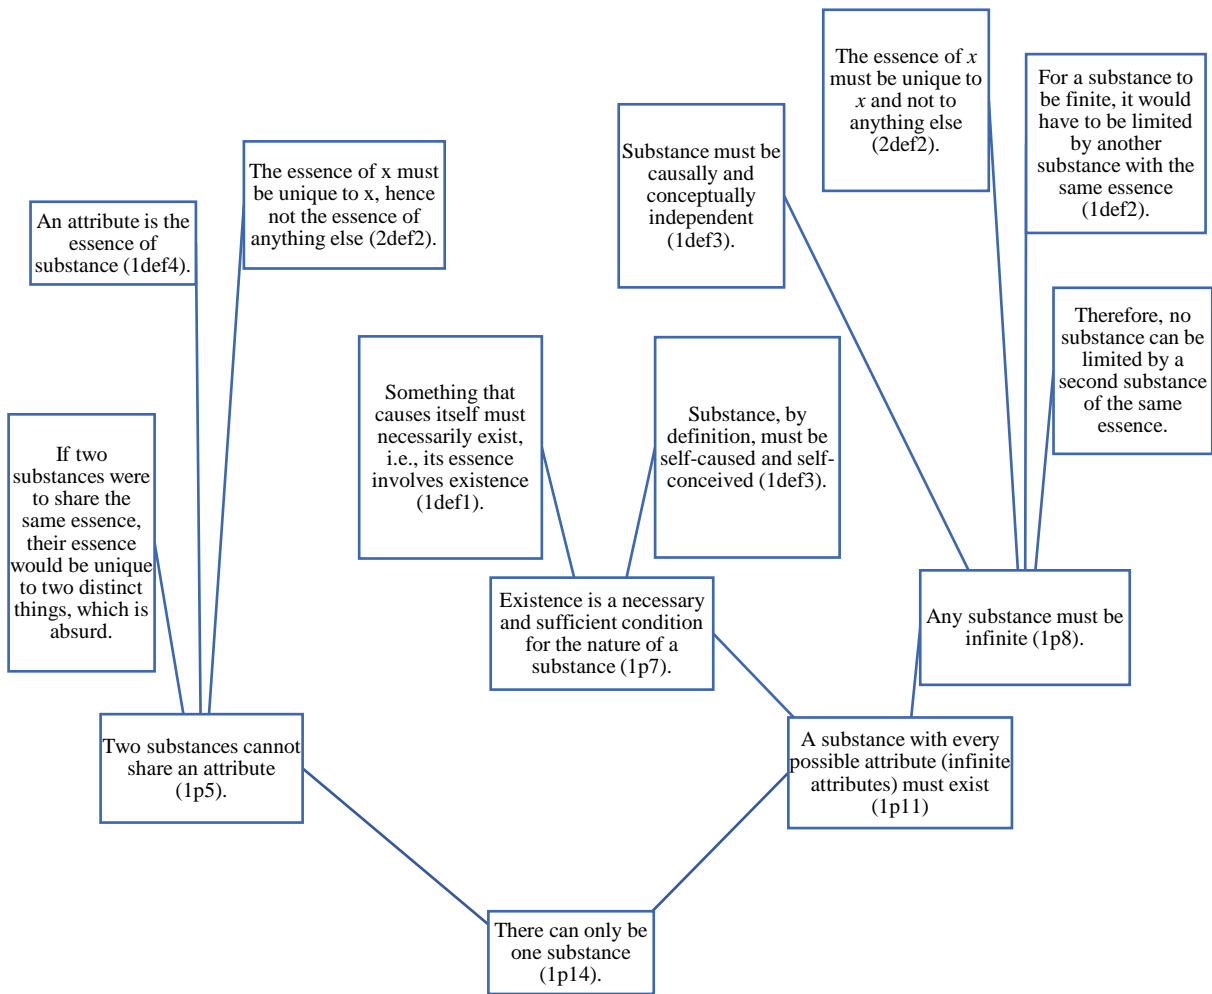 The essence of x
must be unique to
x and not to
anything else
(2def2).
For a substance to
be finite, it would
have to be limited
by another
substance with the
same essence
(1def2).
Substance must be
causally and
conceptually
independent
(1def3).
The essence of x must
be unique to x, hence
not the essence of
anything else (2def2).
An attribute is the
essence of
substance (1def4).
Therefore, no
substance can be
limited by a
second substance
of the same
essence.
Something that
causes itself must
necessarily exist,
i.e., its essence
involves existence
(1def1).
Substance, by
definition, must be
self-caused and self-
conceived (1def3).
If two
substances were
to share the
same essence,
their essence
would be unique
to two distinct
things, which is
absurd.
Existence is a necessary
and sufficient condition
for the nature of a
substance (1p7).
Any substance must be
infinite (1p8).
Two substances cannot
share an attribute
(1p5).
A substance with every
possible attribute (infinite
attributes) must exist
(1p11)
There can only be
one substance
(1p14).